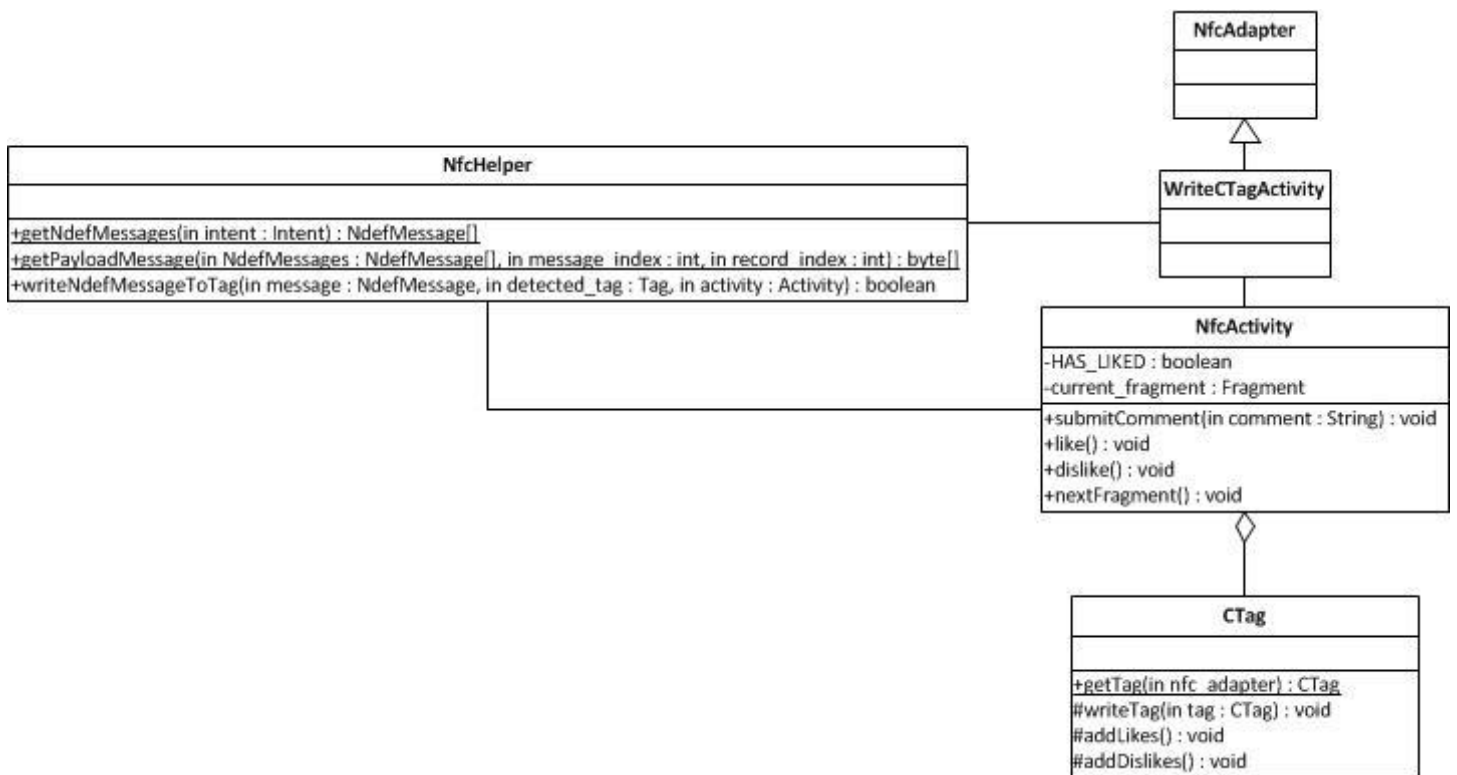 NfcAdapter
NfcHelper
+getNdefMessages(in intent : Intent) : NdefMessage[]
+getPayloadMessage(in NdefMessages : NdefMessage[], in message_index : int, in record_index : int) : byte[]
+writeNdefMessageToTag(in message : NdefMessage, in detected_tag : Tag, in activity : Activity) : boolean
WriteCTagActivity
NfcActivity
-HAS_LIKED : boolean
-current_fragment : Fragment
+submitComment(in comment : String) : void
+like() : void
+dislike() : void
+nextFragment() : void
CTag
+getTag(in nfc_adapter) : CTag
#writeTag(in tag : CTag) : void
#addLikes() : void
#addDislikes() : void